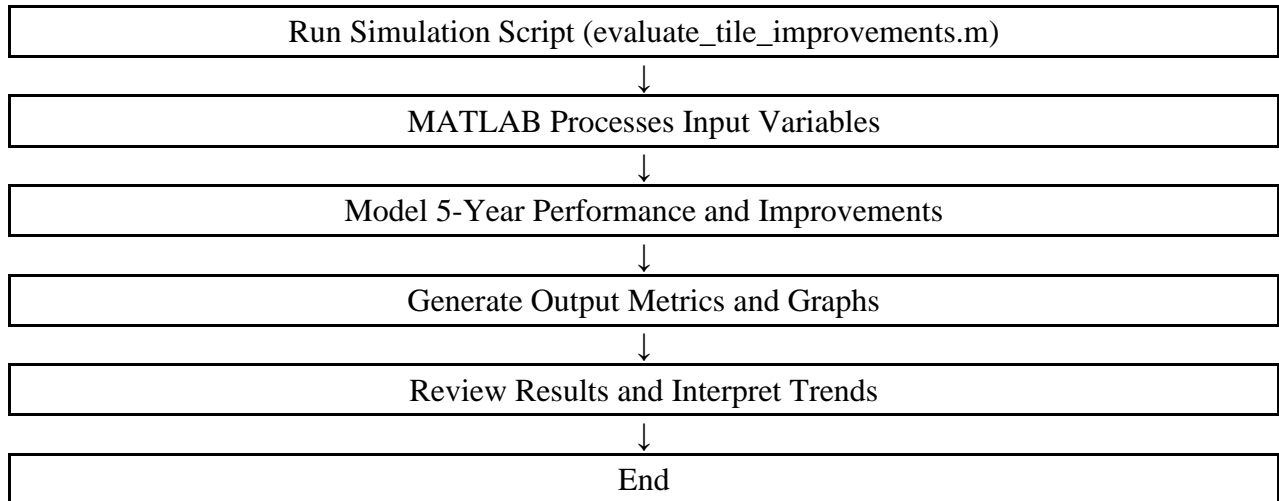 Run Simulation Script (evaluate_tile_improvements.m)
↓
MATLAB Processes Input Variables
↓
Model 5-Year Performance and Improvements
↓
Generate Output Metrics and Graphs
↓
Review Results and Interpret Trends
↓
End